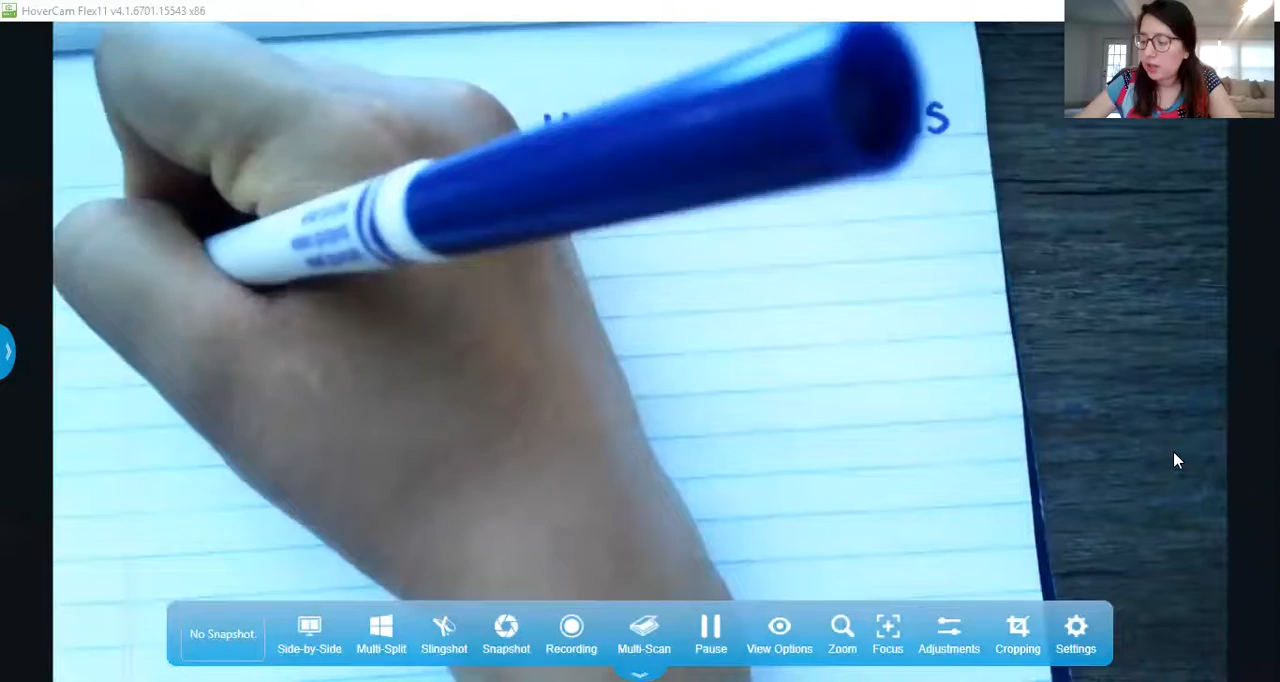 HoverCam Flex11 v4.1.6701.15543 x86
No Snapshot.
Side-by-Side
Multi-Split
Slingshot
Snapshot
Recording
Multi-Scan
Pause
View Options
Zoom
Focus
Adjustments
Cropping
Settings